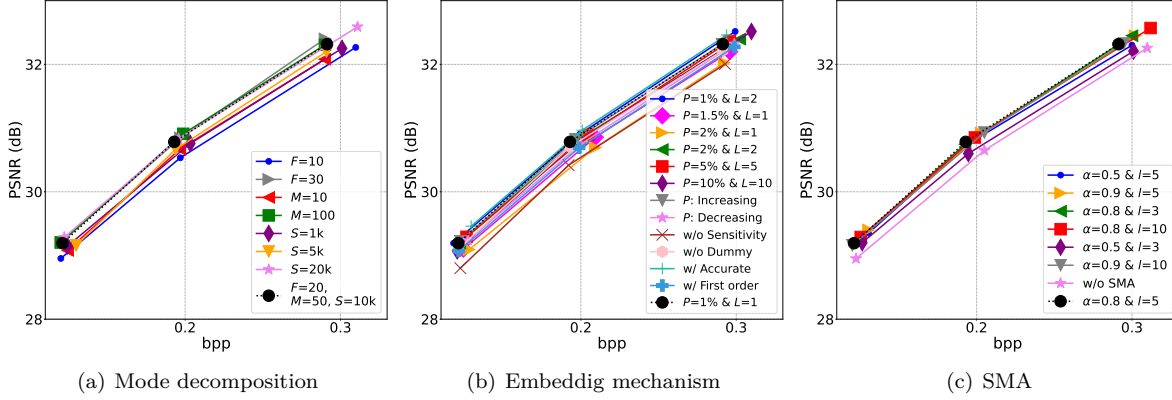 PSNR (dB)
32
30
28
0.2
0.3
bpp
F=10
F=30
M=10
M=100
S=1k
S=5k
S=20k
F=20,
M=50, S=10k
(a) Mode decomposition
PSNR (dB)
32
30
28
0.2
0.3
bpp
P=1% & L=2
P=1.5% & L=1
P=2% & L=1
P=2% & L=2
P=5% & L=5
P=10% & L=10
P: Increasing
P: Decreasing
w/o Sensitivity
w/o Dummy
w/ Accurate
w/ First order
P=1% & L=1
(b) Embeddig mechanism
PSNR (dB)
32
30
28
0.2
0.3
bpp
α=0.5 & l=5
α=0.9 & l=5
α=0.8 & l=3
α=0.8 & l=10
α=0.5 & l=3
α=0.9 & l=10
w/o SMA
α=0.8 & l=5
(c) SMA